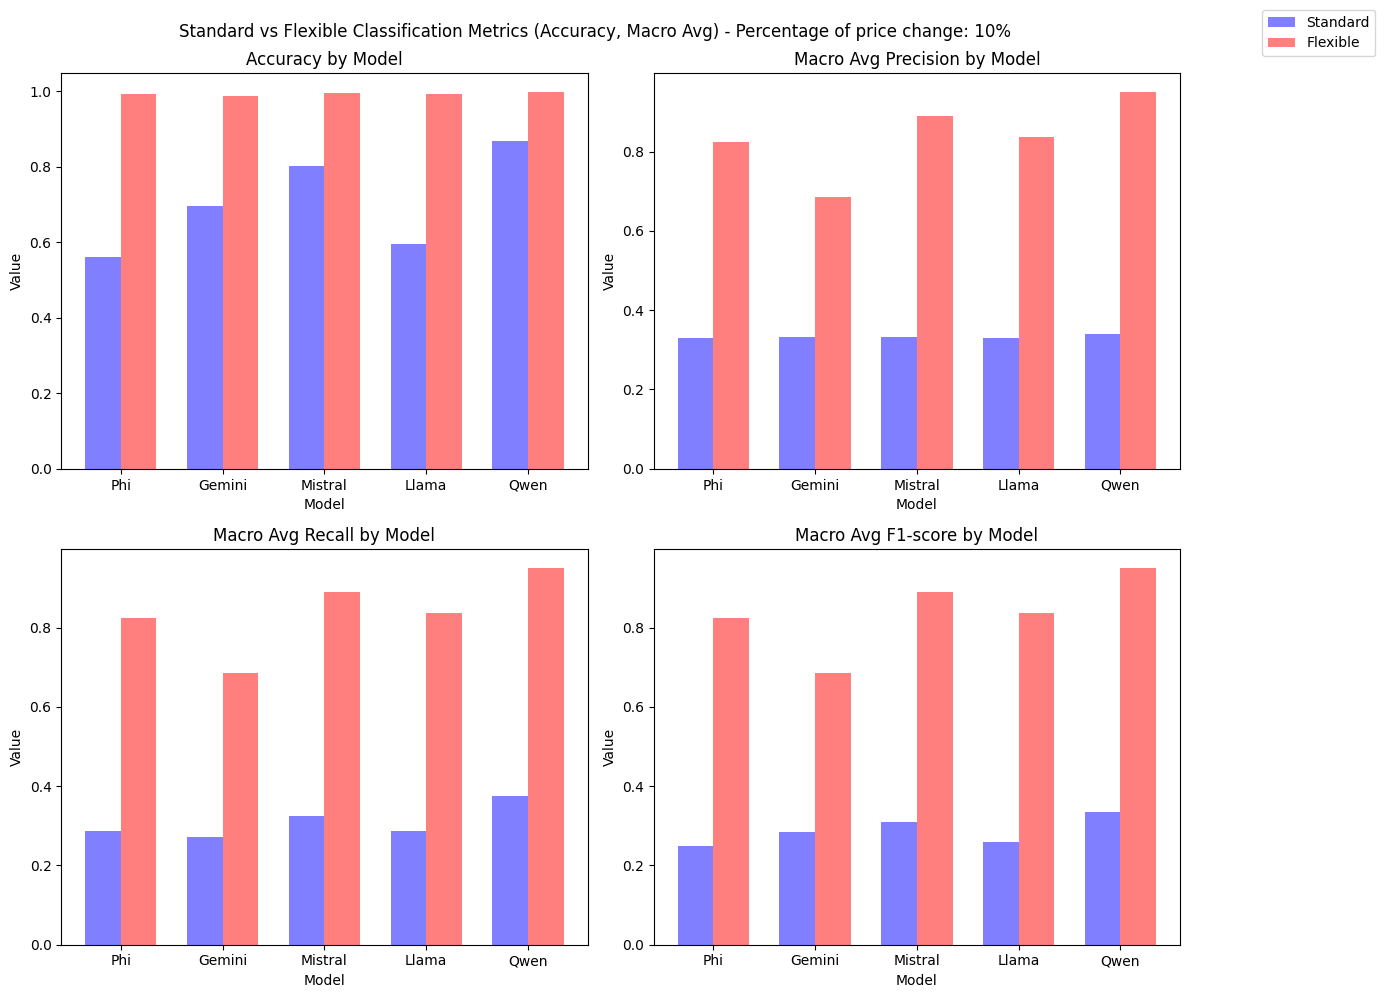 Standard vs Flexible Classification Metrics (Accuracy, Macro Avg) - Percentage of price change: 10%
Standard
Flexible
Accuracy by Model
Value
1.0
0.8
0.6
0.4
0.2
0.0
Phi Gemini Mistral Llama Qwen
Model
Macro Avg Precision by Model
Value
0.8
0.6
0.4
0.2
0.0
Phi Gemini Mistral Llama Qwen
Model
Macro Avg Recall by Model
Value
0.8
0.6
0.4
0.2
0.0
Phi Gemini Mistral Llama Qwen
Model
Macro Avg F1-score by Model
Value
0.8
0.6
0.4
0.2
0.0
Phi Gemini Mistral Llama Qwen
Model